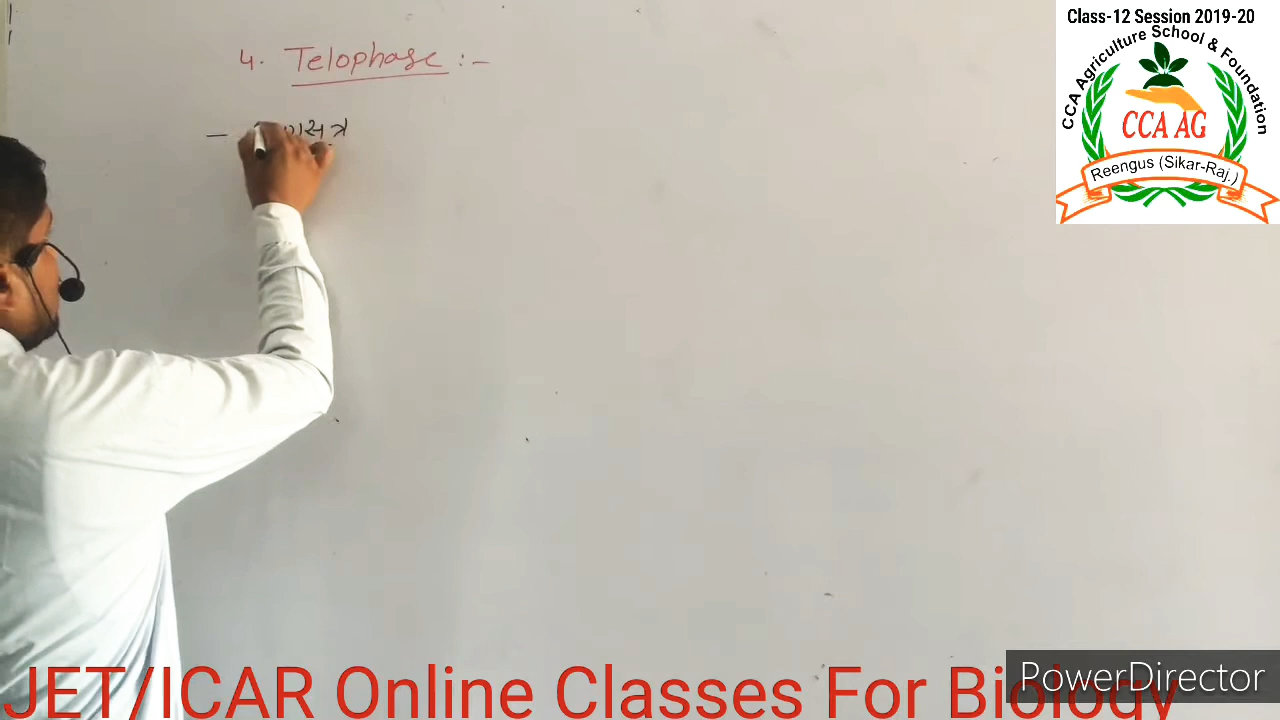 Class-12 Session 2019-20
CCA Agriculture School & Foundation
CCA AG
Reengus (Sikar-Raj.)
4. Telophase :-
JET/ICAR Online Classes For Biology
PowerDirector